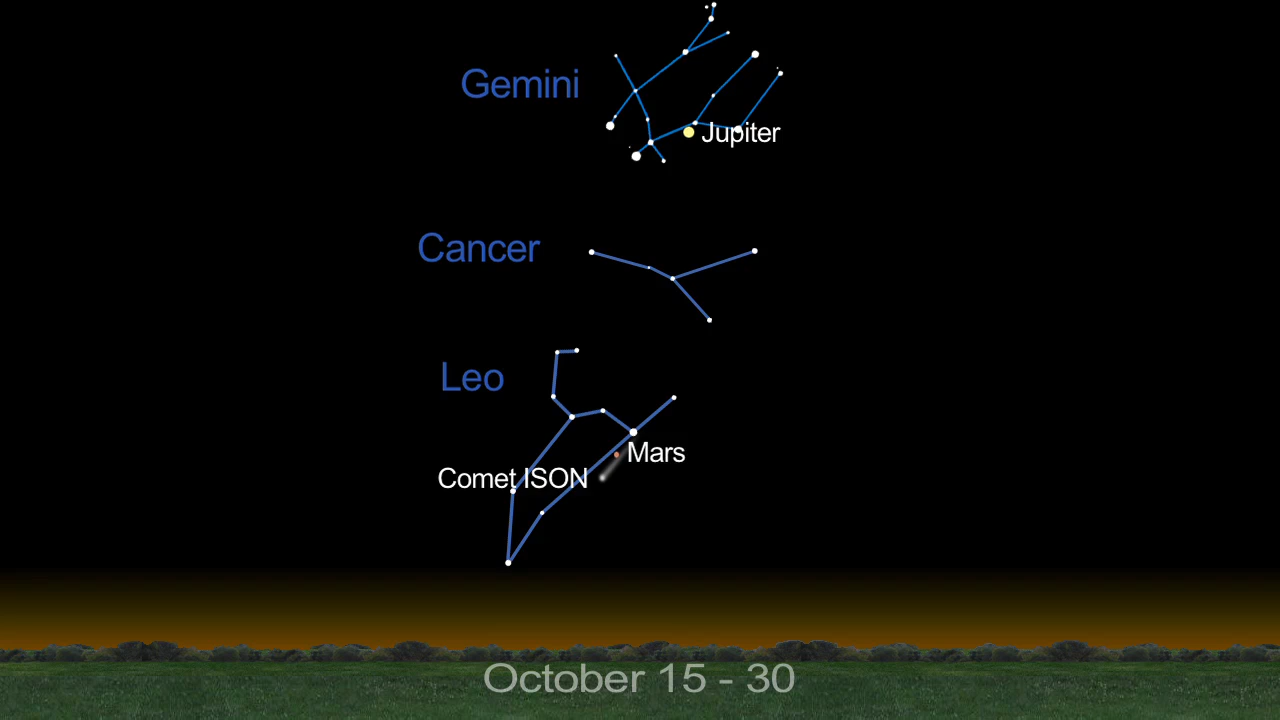 Gemini
Jupiter
Cancer
Leo
Mars
Comet ISON
October 15 - 30